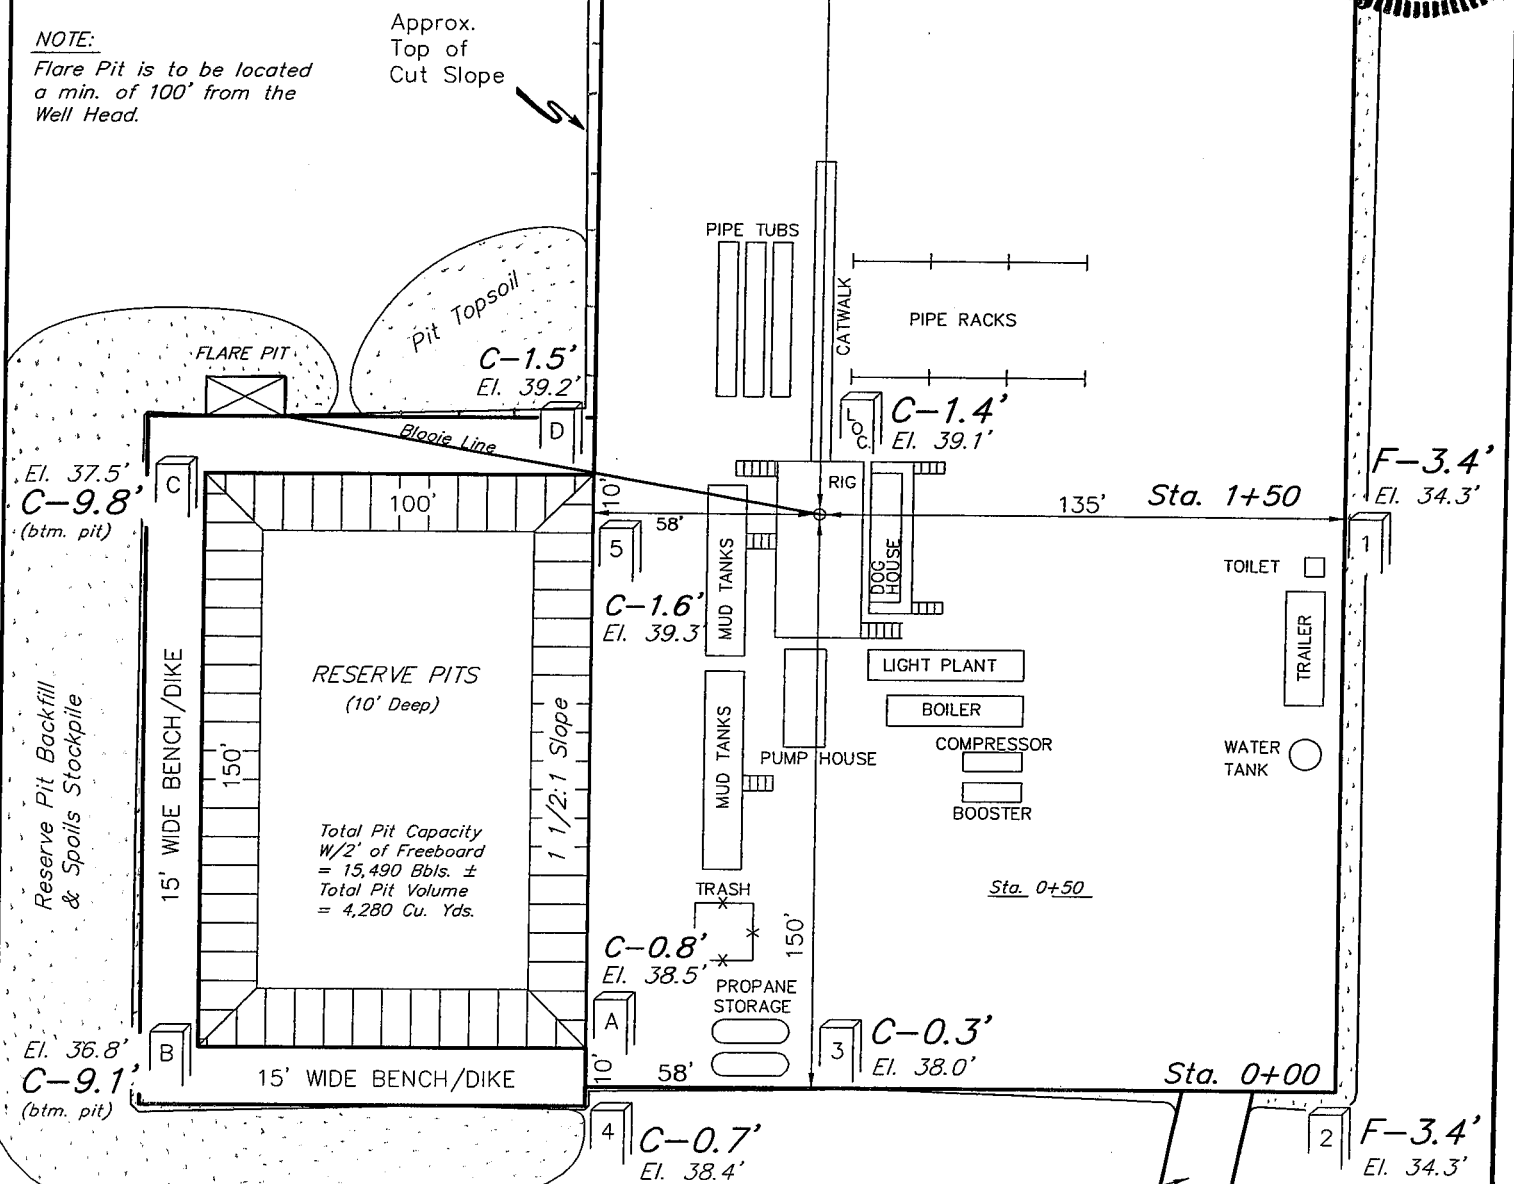 NOTE:
Flare Pit is to be located
a min. of 100' from the
Well Head.
Approx.
Top of
Cut Slope
PIPE TUBS
CATWALK
PIPE RACKS
Pit Topsoil
FLARE PIT
C-1.5'
El. 39.2'
D
Blooie Line
L
O
C.
C-1.4'
El. 39.1'
El. 37.5'
C-9.8'
(btm. pit)
C
100'
10'
58'
RIG
DOG
HOUSE
135'
Sta. 1+50
F-3.4'
El. 34.3'
1
5
C-1.6'
El. 39.3'
MUD TANKS
TOILET
TRAILER
LIGHT PLANT
BOILER
COMPRESSOR
BOOSTER
PUMP HOUSE
MUD TANKS
WATER
TANK
RESERVE PITS
(10' Deep)
1 1/2:1 Slope
150'
15' WIDE BENCH/DIKE
Reserve Pit Backfill
& Spoils Stockpile
Total Pit Capacity
W/2' of Freeboard
= 15,490 Bbls. ±
Total Pit Volume
= 4,280 Cu. Yds.
TRASH
Sta. 0+50
150'
C-0.8'
El. 38.5'
PROPANE
STORAGE
A
3
C-0.3'
El. 38.0'
El. 36.8'
C-9.1'
(btm. pit)
B
15' WIDE BENCH/DIKE
10'
58'
Sta. 0+00
4
C-0.7'
El. 38.4'
2
F-3.4'
El. 34.3'